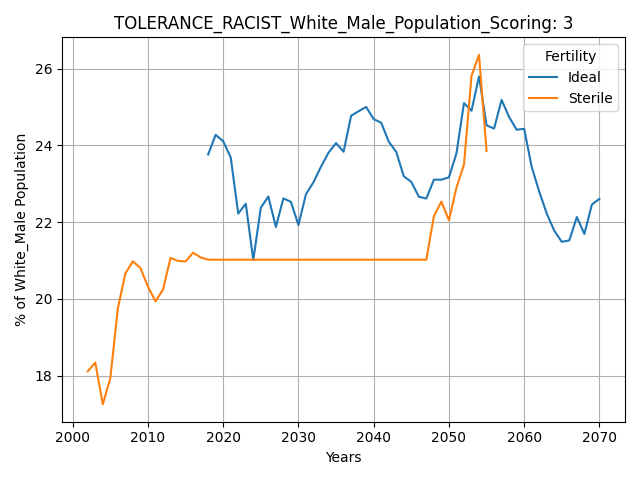 TOLERANCE_RACIST_White_Male_Population_Scoring: 3
Fertility
Ideal
Sterile
% of White_Male Population
26
24
22
20
18
2000 2010 2020 2030 2040 2050 2060 2070
Years